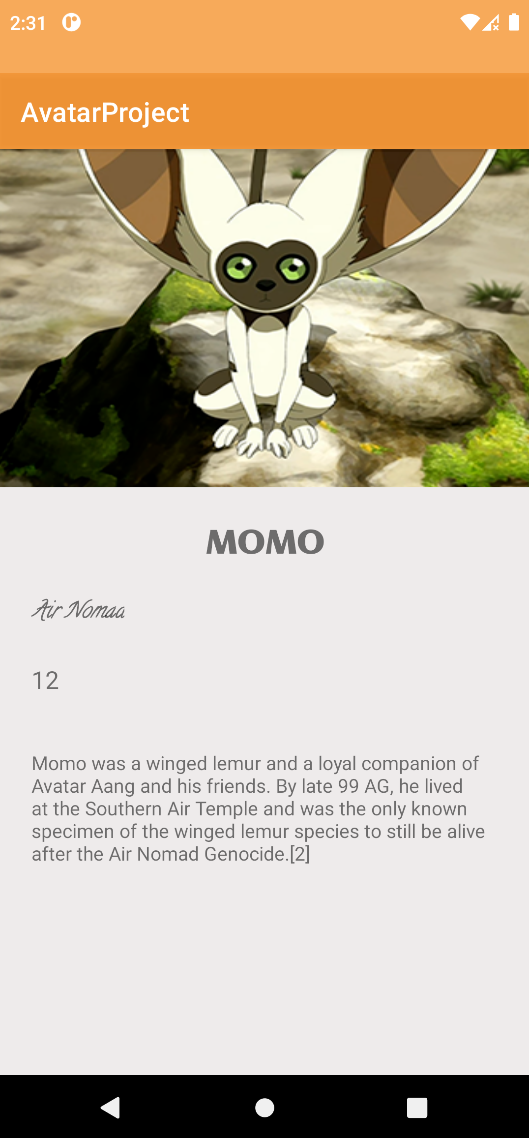 2:31
AvatarProject
MOMO
Air Nomad
12
Momo was a winged lemur and a loyal companion of
Avatar Aang and his friends. By late 99 AG, he lived
at the Southern Air Temple and was the only known
specimen of the winged lemur species to still be alive
after the Air Nomad Genocide.[2]